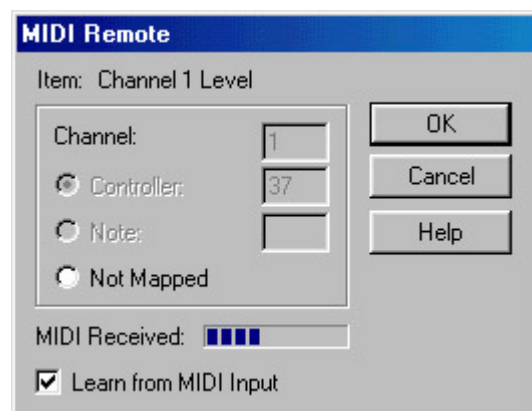 MIDI Remote
Item: Channel 1 Level
Channel: 1
Controller: 37
Note:
Not Mapped
OK
Cancel
Help
MIDI Received:
Learn from MIDI Input